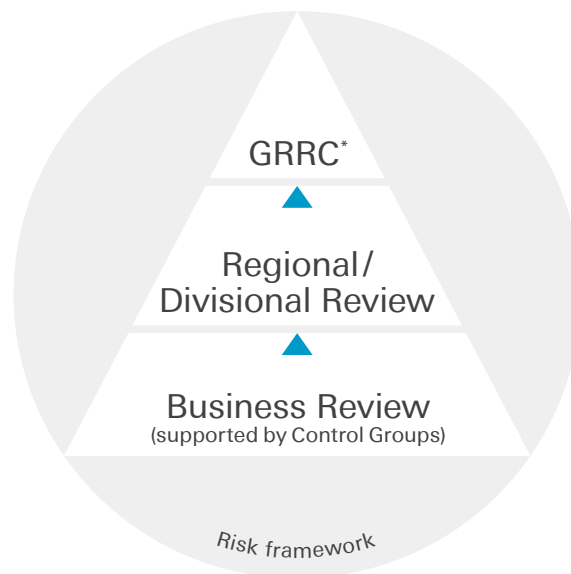 GRRC*
Regional/
Divisional Review
Business Review
(supported by Control Groups)
Risk framework